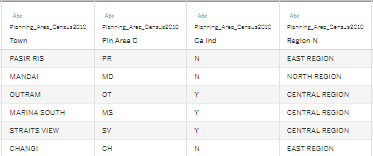 Abc Abc Abc Abc
Planning_Area_Census2010 Planning_Area_Census2010 Planning_Area_Census2010 Planning_Area_Census2010
Town Pln Area C Ca Ind Region N
PASIR RIS PR N EAST REGION
MANDAI MD N NORTH REGION
OUTRAM OT Y CENTRAL REGION
MARINA SOUTH MS Y CENTRAL REGION
STRAITS VIEW SV Y CENTRAL REGION
CHANGI CH N EAST REGION